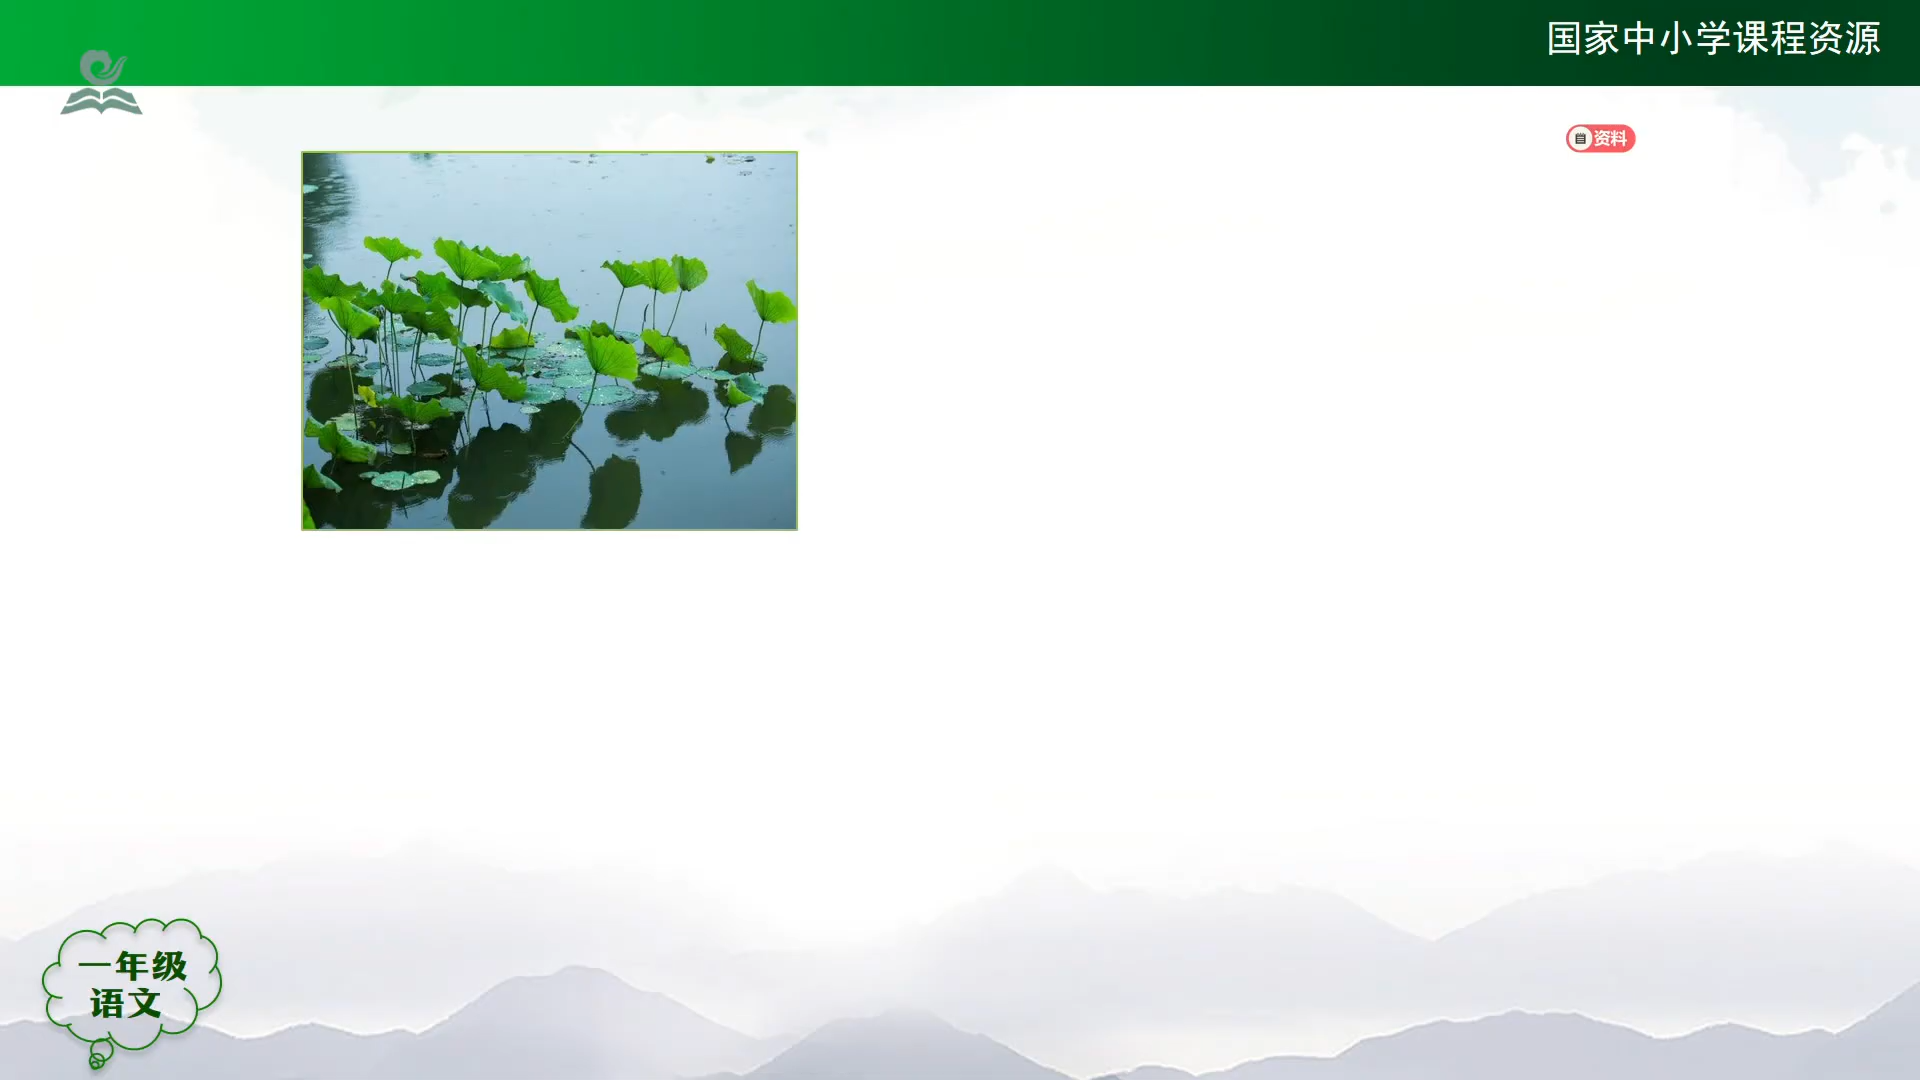 国家中小学课程资源
资料
一年级
语文